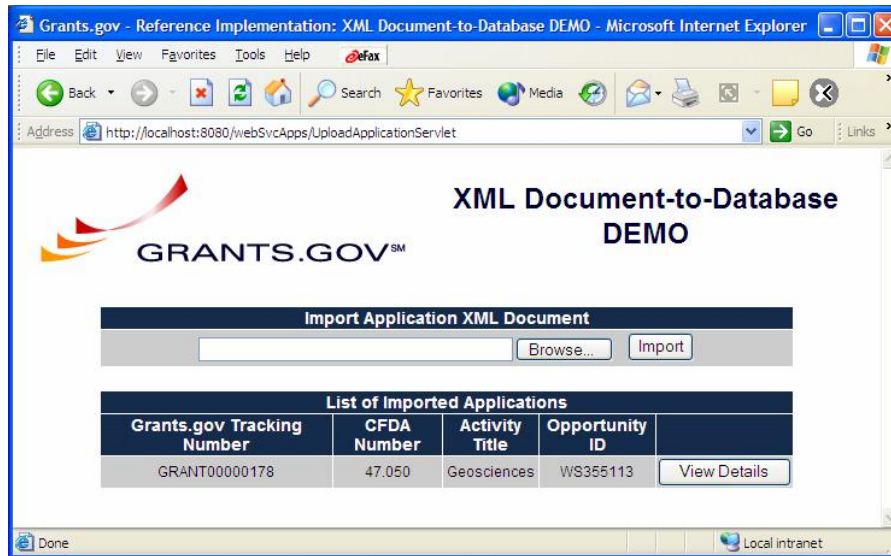 Grants.gov - Reference Implementation: XML Document-to-Database DEMO - Microsoft Internet Explorer
File Edit View Favorites Tools Help eFax
Back Search Favorites Media
Address http://localhost:8080/webSvcApps/UploadApplicationServlet Go Links
GRANTS.GOV℠
XML Document-to-Database
DEMO
Import Application XML Document
Browse... Import
List of Imported Applications
Grants.gov Tracking
Number
CFDA
Number
Activity
Title
Opportunity
ID
GRANT00000178 47.050 Geosciences WS355113 View Details
Done Local intranet